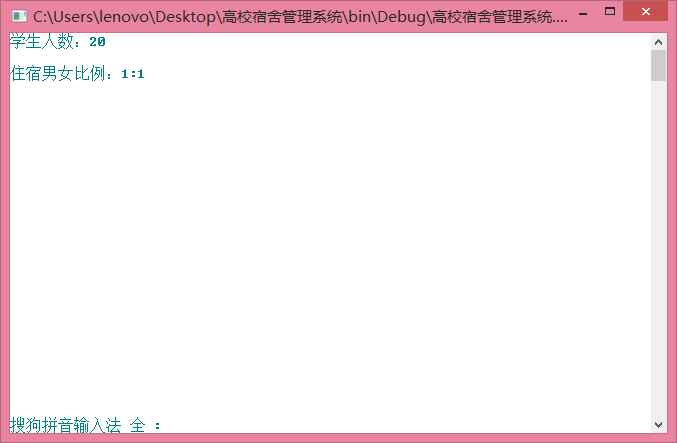 C:\Users\lenovo\Desktop\高校宿舍管理系统\bin\Debug\高校宿舍管理系统....
学生人数：20
住宿男女比例：1:1
搜狗拼音输入法 全 ：